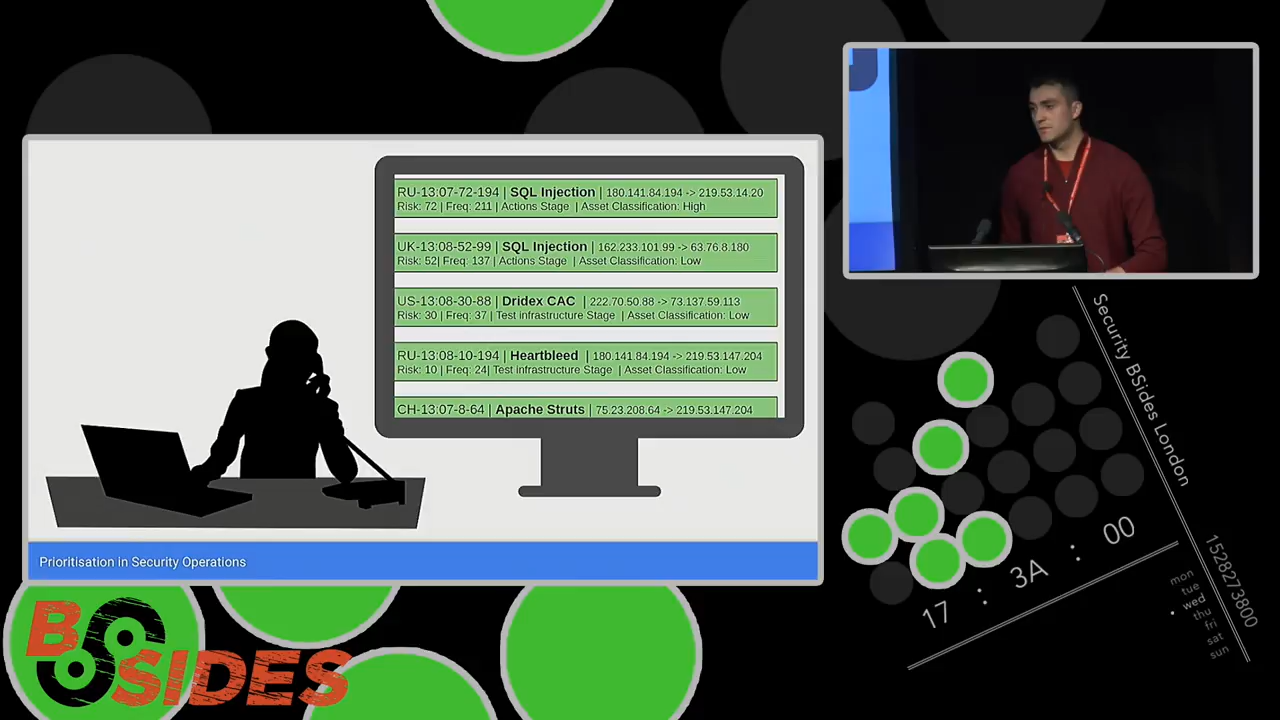 RU-13:07-72-194 | SQL Injection | 180.141.84.194 -> 219.53.14.20
Risk: 72 | Freq: 211 | Actions Stage | Asset Classification: High
UK-13:08-52-99 | SQL Injection | 162.233.101.99 -> 63.76.8.180
Risk: 52| Freq: 137 | Actions Stage | Asset Classification: Low
US-13:08-30-88 | Dridex CAC | 222.70.50.88 -> 73.137.59.113
Risk: 30 | Freq: 37 | Test infrastructure Stage | Asset Classification: Low
RU-13:08-10-194 | Heartbleed | 180.141.84.194 -> 219.53.147.204
Risk: 10 | Freq: 24| Test infrastructure Stage | Asset Classification: Low
CH-13:07-8-64 | Apache Struts | 75.23.208.64 -> 219.53.147.204
Prioritisation in Security Operations
BSIDES
Security BSides London
17 : 3A : 00
1528273800
mon
tue
wed
thu
fri
sat
sun